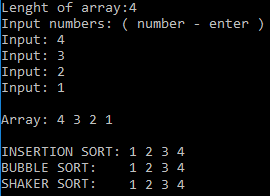 Lenght of array:4
Input numbers: ( number - enter )
Input: 4
Input: 3
Input: 2
Input: 1
Array: 4 3 2 1
INSERTION SORT: 1 2 3 4
BUBBLE SORT: 1 2 3 4
SHAKER SORT: 1 2 3 4